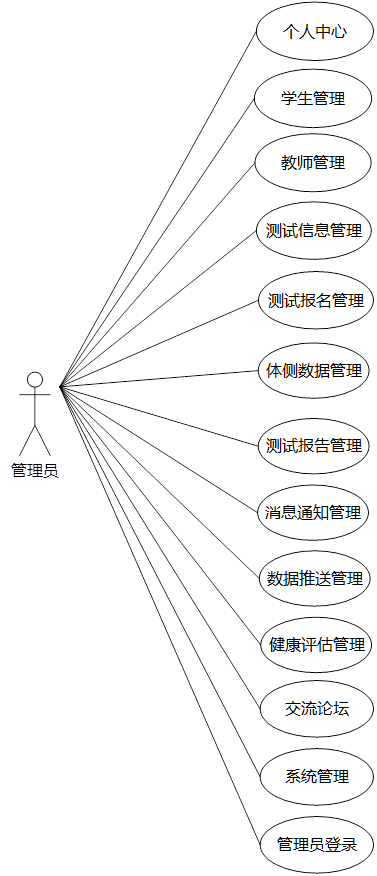 个人中心
学生管理
教师管理
测试信息管理
测试报名管理
体侧数据管理
测试报告管理
消息通知管理
数据推送管理
健康评估管理
交流论坛
系统管理
管理员登录
管理员